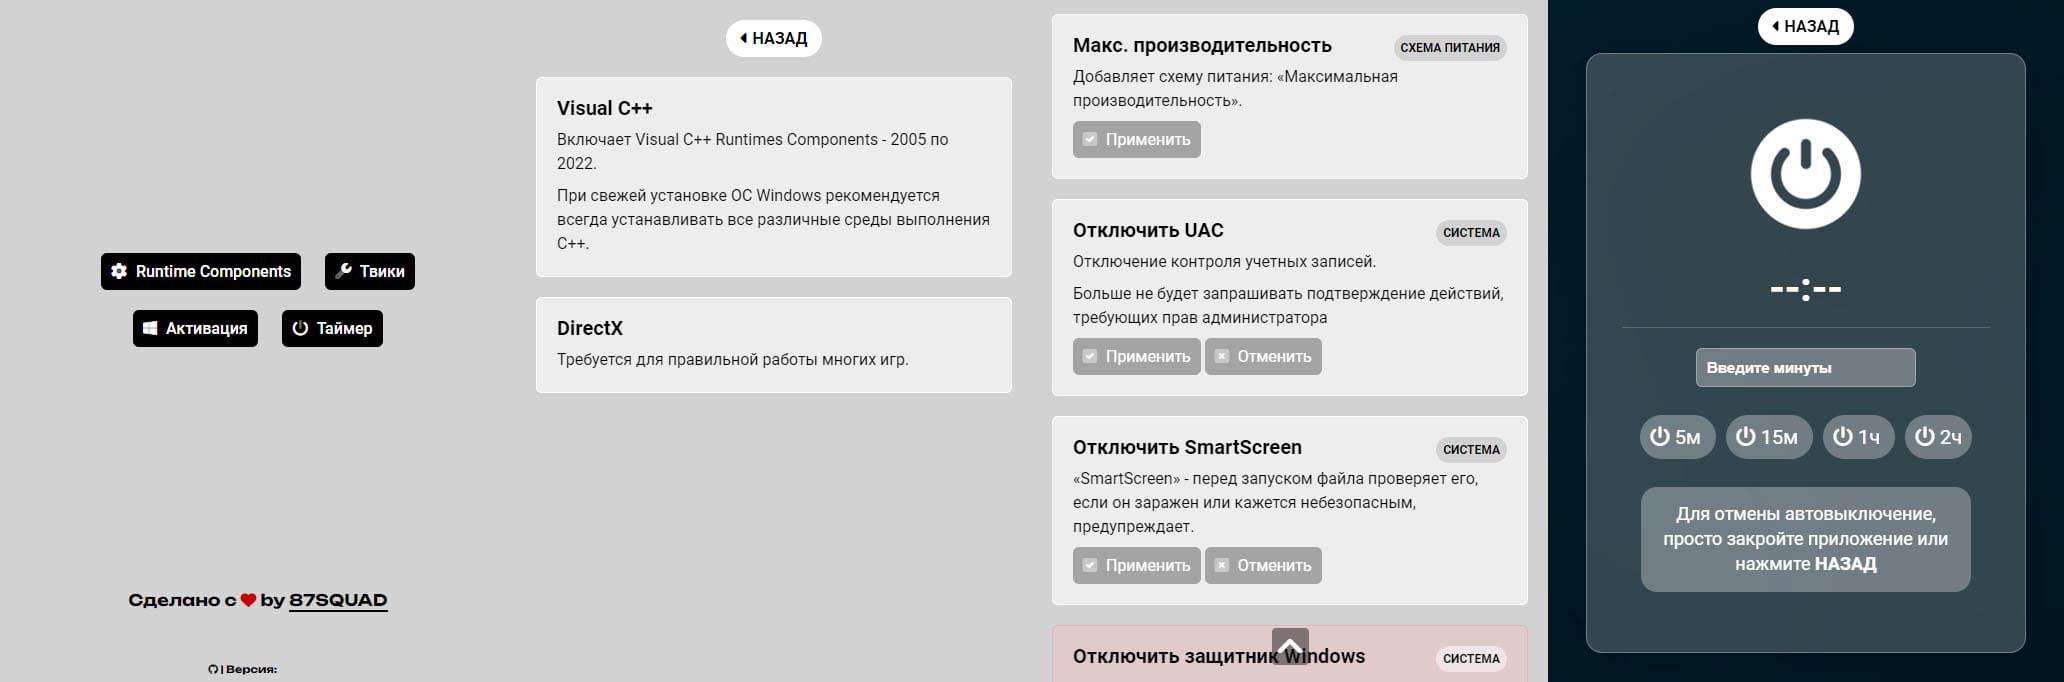 Runtime Components
Твики
Активация
Таймер
Сделано с by 87SQUAD
| Версия:
НАЗАД
Visual C++
Включает Visual C++ Runtimes Components - 2005 по
2022.
При свежей установке ОС Windows рекомендуется
всегда устанавливать все различные среды выполнения
C++.
DirectX
Требуется для правильной работы многих игр.
Макс. производительность
СХЕМА ПИТАНИЯ
Добавляет схему питания: «Максимальная
производительность».
Применить
Отключить UAC
СИСТЕМА
Отключение контроля учетных записей.
Больше не будет запрашивать подтверждение действий,
требующих прав администратора
Применить
Отменить
Отключить SmartScreen
СИСТЕМА
«SmartScreen» - перед запуском файла проверяет его,
если он заражен или кажется небезопасным,
предупреждает.
Применить
Отменить
Отключить защитник Windows
СИСТЕМА
НАЗАД
--:--
Введите минуты
5м
15м
1ч
2ч
Для отмены автовыключение,
просто закройте приложение или
нажмите НАЗАД